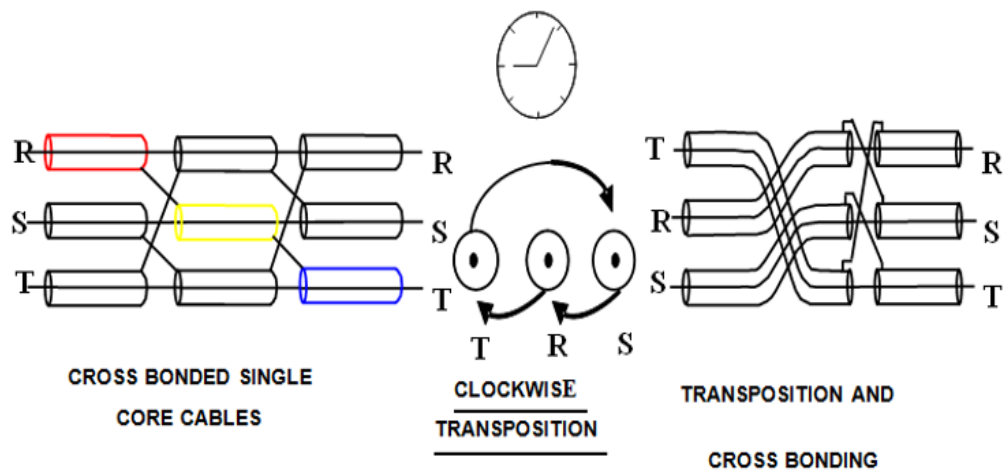 R
S
T
R
S
T
CROSS BONDED SINGLE
CORE CABLES
T R S
CLOCKWISE
TRANSPOSITION
T
R
S
R
S
T
TRANSPOSITION AND
CROSS BONDING